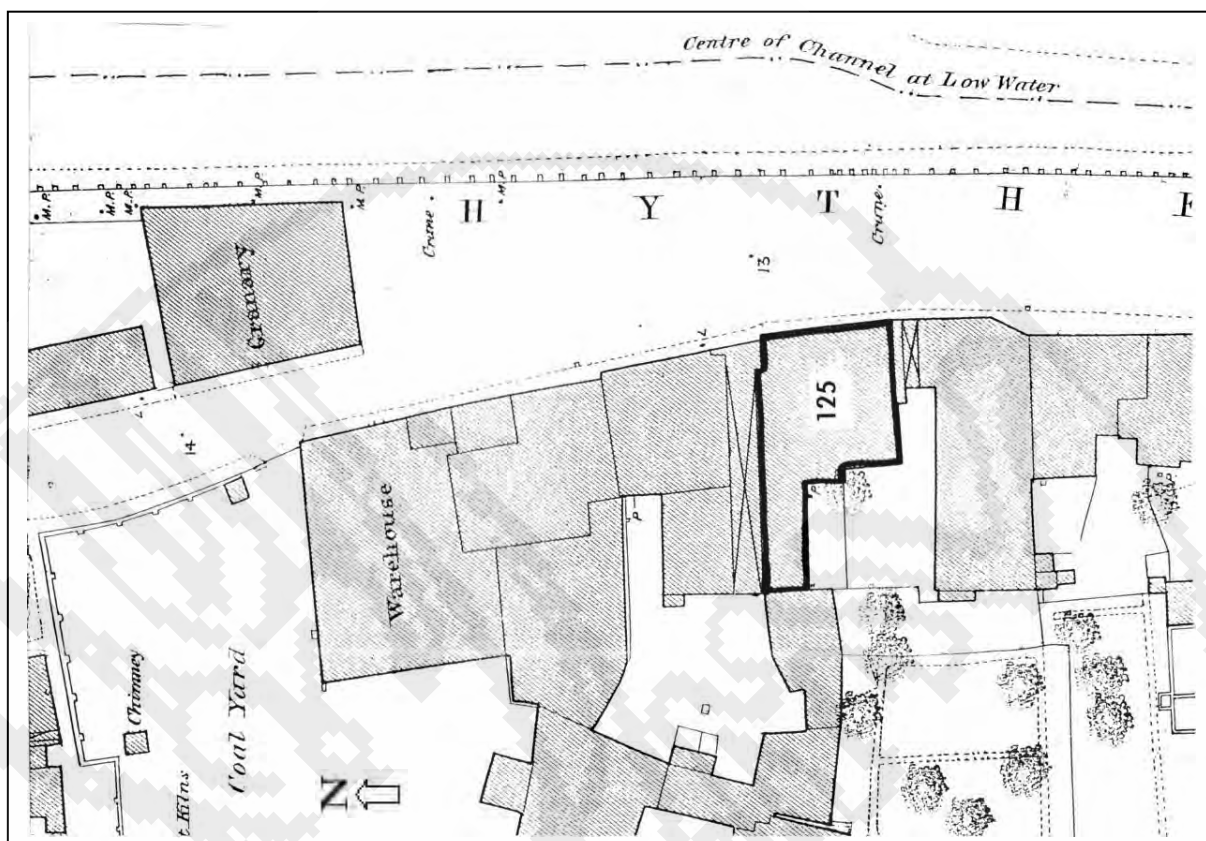 Centre of Channel at Low Water
M.P.
M.P.
M.P.
M.P.
M.P.
M.P.
Crane
H Y T H
Crane
Granary
13
14
125
Warehouse
P
Chimney
Coal Yard
t Kilns
N